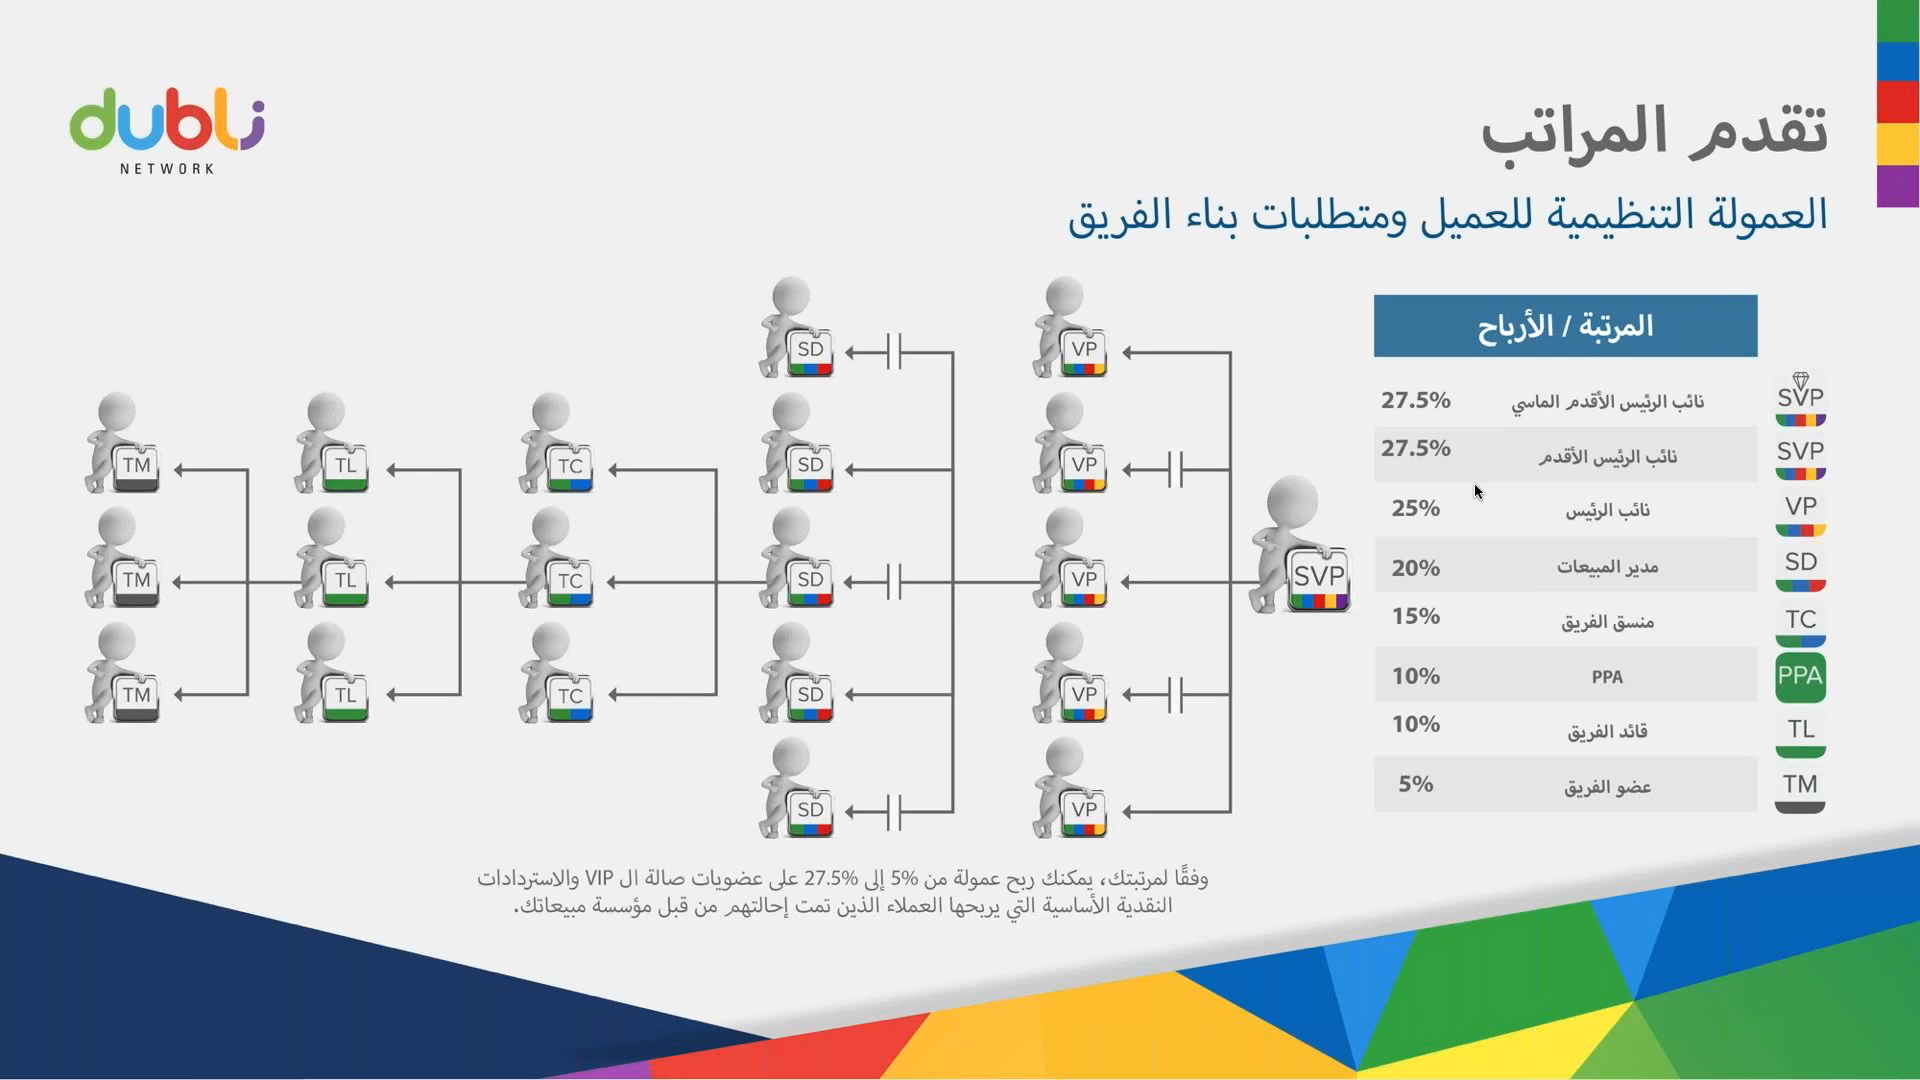 dubli
NETWORK
تقدم المراتب
العمولة التنظيمية للعميل ومتطلبات بناء الفريق
المرتبة / الأرباح
SVP نائب الرئيس الأقدم الماسي 27.5%
SVP نائب الرئيس الأقدم 27.5%
VP نائب الرئيس 25%
SD مدير المبيعات 20%
TC منسق الفريق 15%
PPA PPA 10%
TL قائد الفريق 10%
TM عضو الفريق 5%
SVP
VP
VP
VP
VP
VP
SD
SD
SD
SD
SD
TC
TC
TC
TL
TL
TL
TM
TM
TM
وفقًا لمرتبتك، يمكنك ربح عمولة من 5% إلى 27.5% على عضويات صالة ال VIP والاستردادات
النقدية الأساسية التي يربحها العملاء الذين تمت إحالتهم من قبل مؤسسة مبيعاتك.